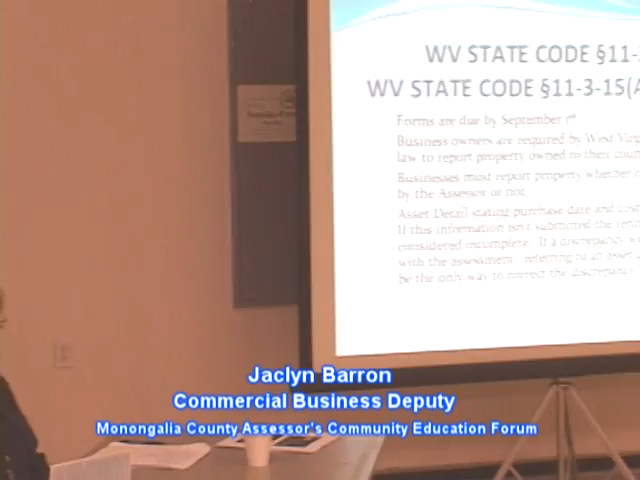 WV STATE CODE §11-
WV STATE CODE §11-3-15(A
Forms are due by September 1st
Business owners are required by West Virg
law to report property owned to their coun
Businesses must report property whether
by the Assessor or not
Asset Detail stating purchase date and cost
If this information isn't submitted the
considered incomplete. If a discrepancy
with the assessment, referring to an asset
be the only way to correct the discrepancy
Jaclyn Barron
Commercial Business Deputy
Monongalia County Assessor's Community Education Forum